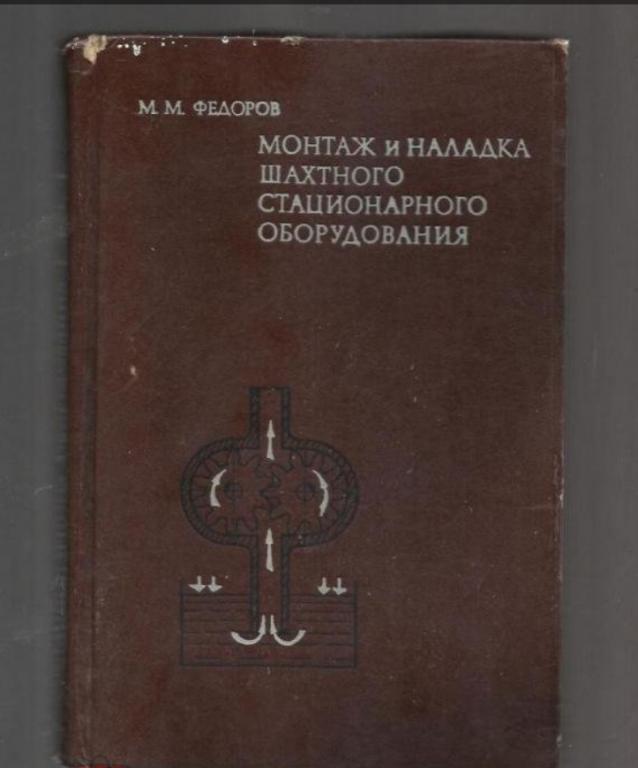 М. М. ФЕДОРОВ
МОНТАЖ и НАЛАДКА
ШАХТНОГО
СТАЦИОНАРНОГО
ОБОРУДОВАНИЯ